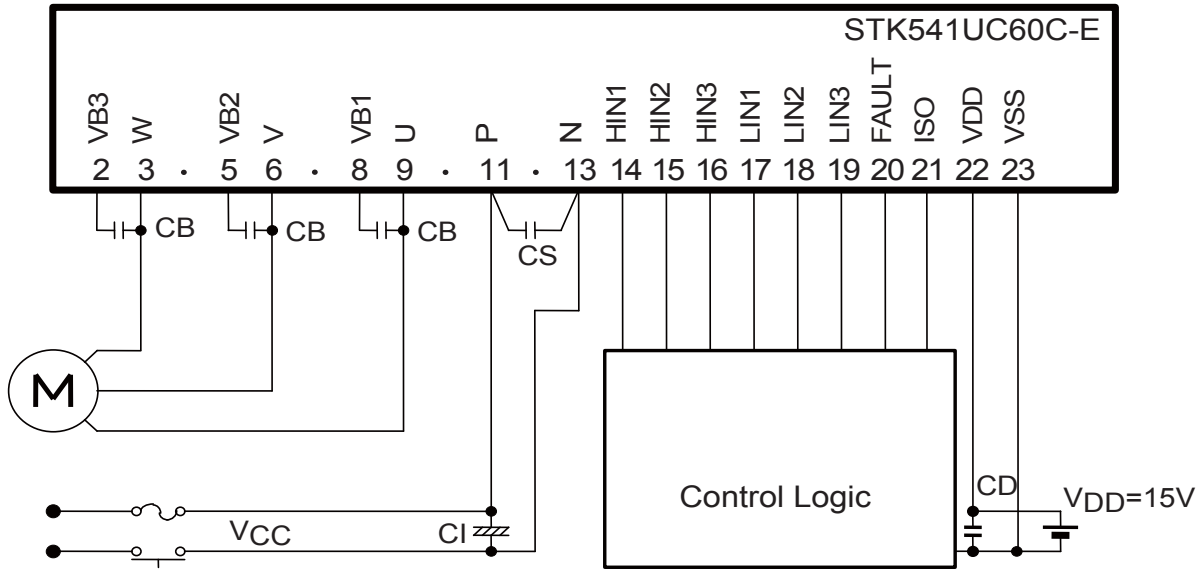 STK541UC60C-E
VB3 W VB2 V VB1 U P N HIN1 HIN2 HIN3 LIN1 LIN2 LIN3 FAULT ISO VDD VSS
2 3 · 5 6 · 8 9 · 11 · 13 14 15 16 17 18 19 20 21 22 23
CB CB CB CS
M
Control Logic
CD VDD=15V
VCC CI